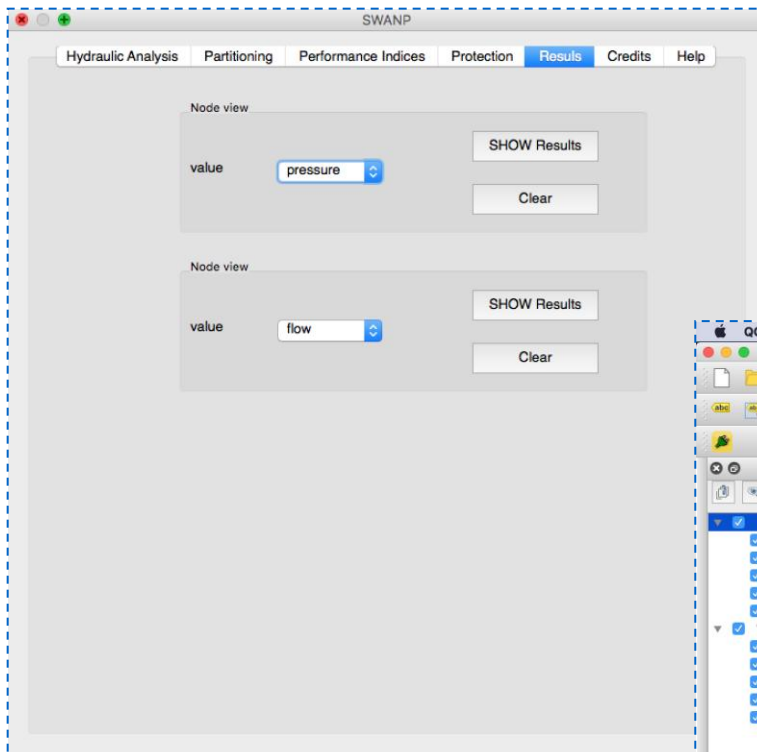 SWANP
Hydraulic Analysis Partitioning Performance Indices Protection Resuls Credits Help
Node view
SHOW Results
value pressure
Clear
Node view
SHOW Results
value flow
Clear
abc